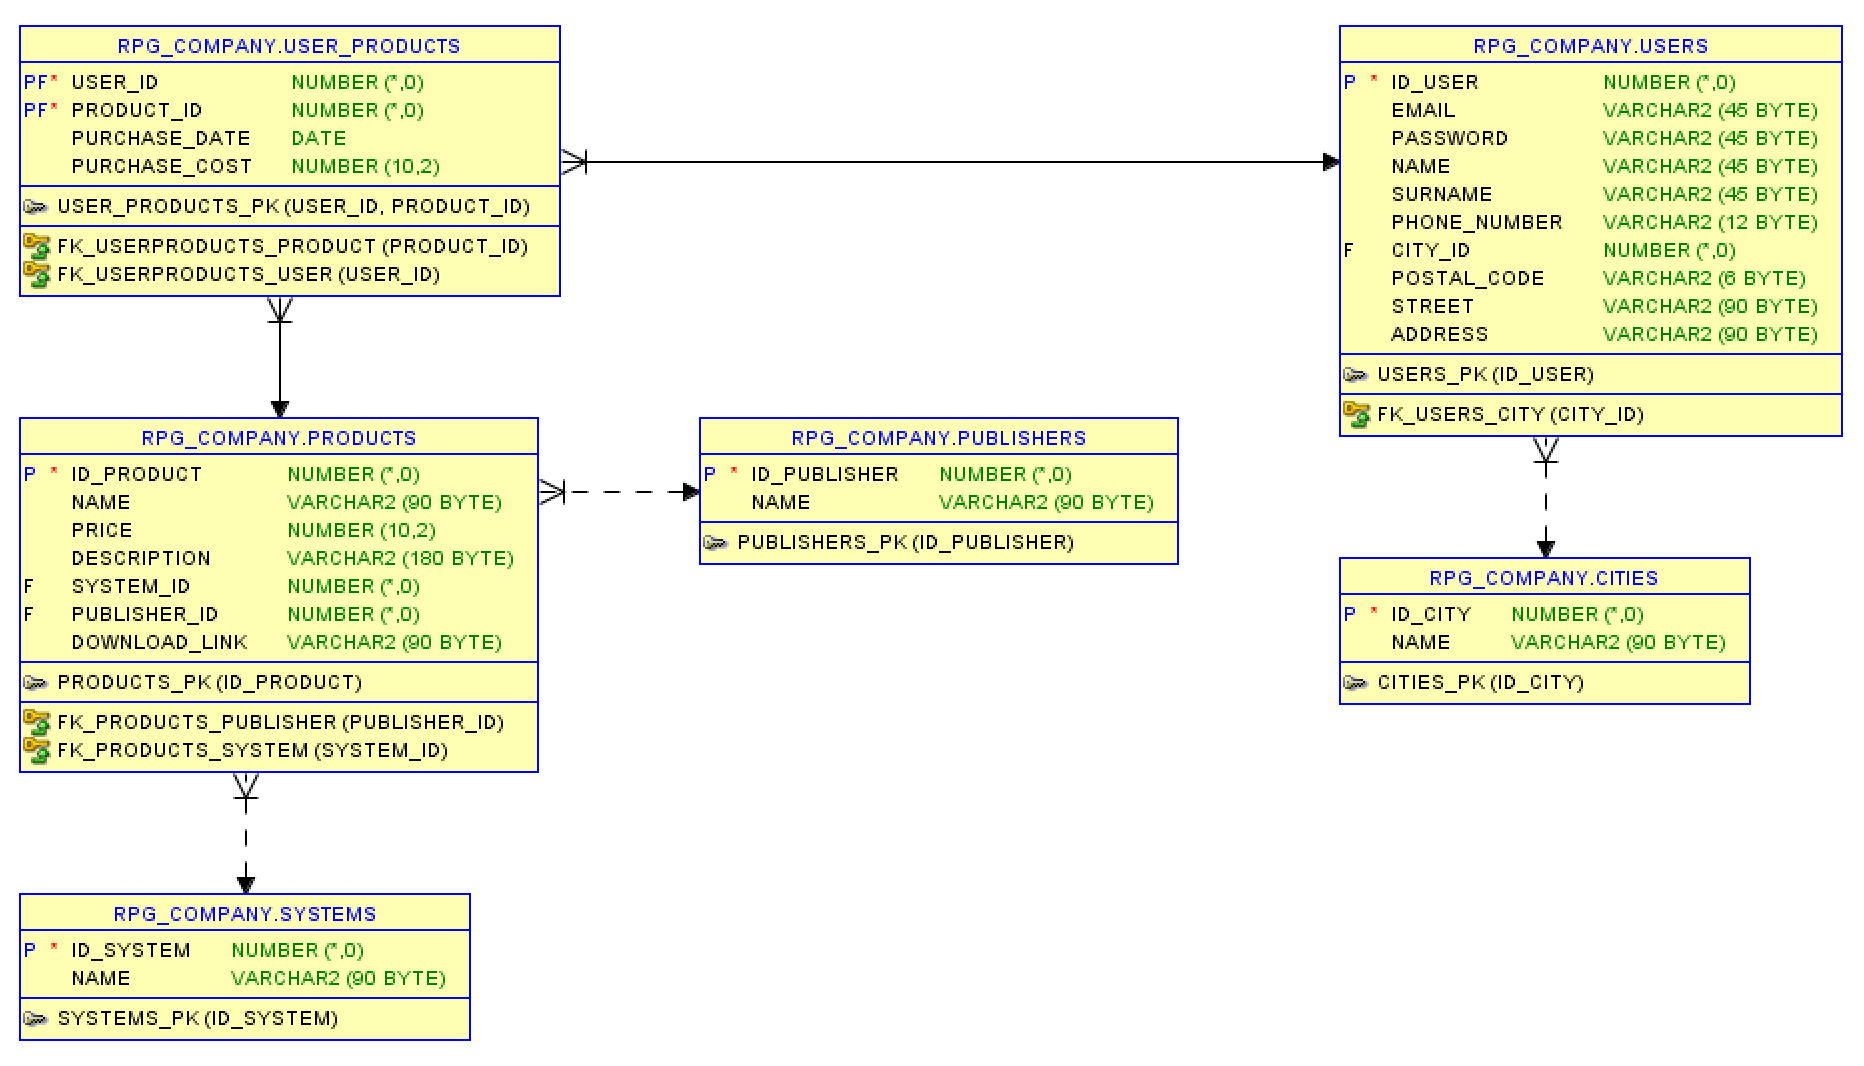 RPG_COMPANY.USER_PRODUCTS
PF* USER_ID NUMBER (*,0)
PF* PRODUCT_ID NUMBER (*,0)
PURCHASE_DATE DATE
PURCHASE_COST NUMBER (10,2)
USER_PRODUCTS_PK (USER_ID, PRODUCT_ID)
FK_USERPRODUCTS_PRODUCT (PRODUCT_ID)
FK_USERPRODUCTS_USER (USER_ID)
RPG_COMPANY.USERS
P * ID_USER NUMBER (*,0)
EMAIL VARCHAR2 (45 BYTE)
PASSWORD VARCHAR2 (45 BYTE)
NAME VARCHAR2 (45 BYTE)
SURNAME VARCHAR2 (45 BYTE)
PHONE_NUMBER VARCHAR2 (12 BYTE)
F CITY_ID NUMBER (*,0)
POSTAL_CODE VARCHAR2 (6 BYTE)
STREET VARCHAR2 (90 BYTE)
ADDRESS VARCHAR2 (90 BYTE)
USERS_PK (ID_USER)
FK_USERS_CITY (CITY_ID)
RPG_COMPANY.PRODUCTS
P * ID_PRODUCT NUMBER (*,0)
NAME VARCHAR2 (90 BYTE)
PRICE NUMBER (10,2)
DESCRIPTION VARCHAR2 (180 BYTE)
F SYSTEM_ID NUMBER (*,0)
F PUBLISHER_ID NUMBER (*,0)
DOWNLOAD_LINK VARCHAR2 (90 BYTE)
PRODUCTS_PK (ID_PRODUCT)
FK_PRODUCTS_PUBLISHER (PUBLISHER_ID)
FK_PRODUCTS_SYSTEM (SYSTEM_ID)
RPG_COMPANY.PUBLISHERS
P * ID_PUBLISHER NUMBER (*,0)
NAME VARCHAR2 (90 BYTE)
PUBLISHERS_PK (ID_PUBLISHER)
RPG_COMPANY.CITIES
P * ID_CITY NUMBER (*,0)
NAME VARCHAR2 (90 BYTE)
CITIES_PK (ID_CITY)
RPG_COMPANY.SYSTEMS
P * ID_SYSTEM NUMBER (*,0)
NAME VARCHAR2 (90 BYTE)
SYSTEMS_PK (ID_SYSTEM)